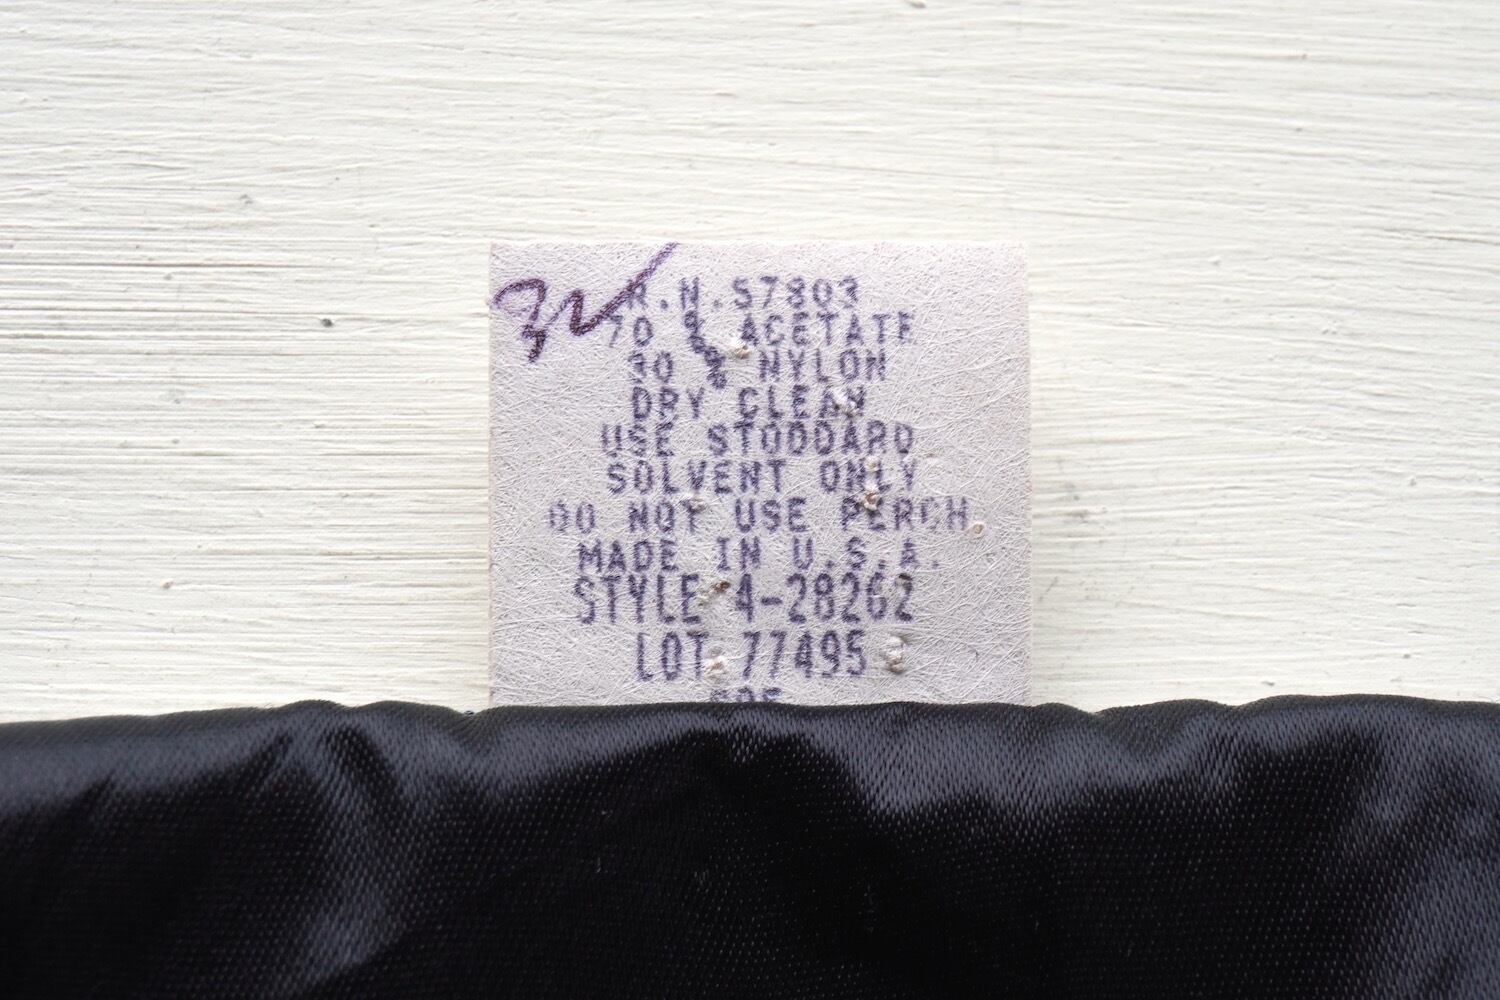 R.N.57803
70 % ACETATE
30 % NYLON
DRY CLEAN
USE STODDARD
SOLVENT ONLY
DO NOT USE PERCH.
MADE IN U.S.A.
STYLE 4-28262
LOT 77495